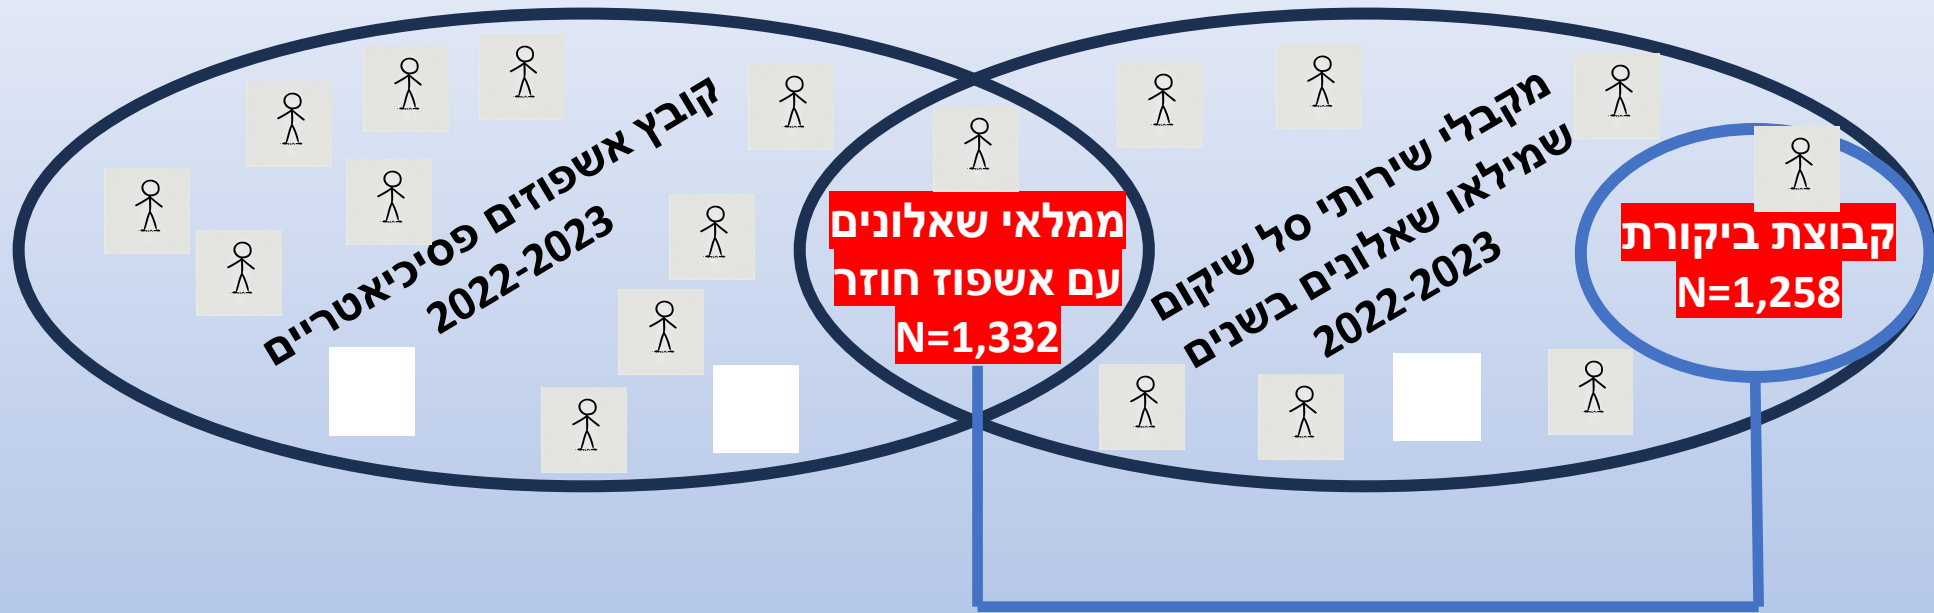 קובץ אשפוזים פסיכיאטריים
2022-2023
ממלאי שאלונים
עם אשפוז חוזר
N=1,332
מקבלי שירותי סל שיקום
שמילאו שאלונים בשנים
2022-2023
קבוצת ביקורת
N=1,258